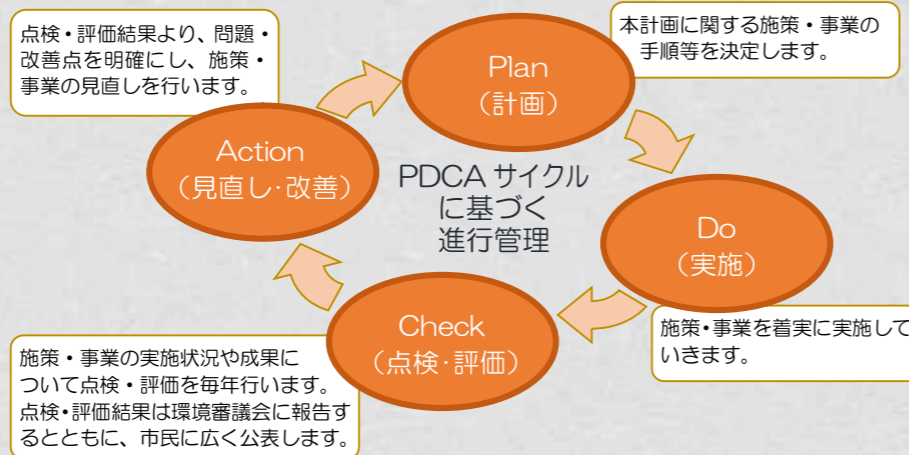 点検・評価結果より、問題・
改善点を明確にし、施策・
事業の見直しを行います。
本計画に関する施策・事業の
手順等を決定します。
Plan
（計画）
Action
（見直し・改善）
PDCA サイクル
に基づく
進行管理
Do
（実施）
Check
（点検・評価）
施策・事業を着実に実施して
いきます。
施策・事業の実施状況や成果に
ついて点検・評価を毎年行います。
点検・評価結果は環境審議会に報告す
るとともに、市民に広く公表します。